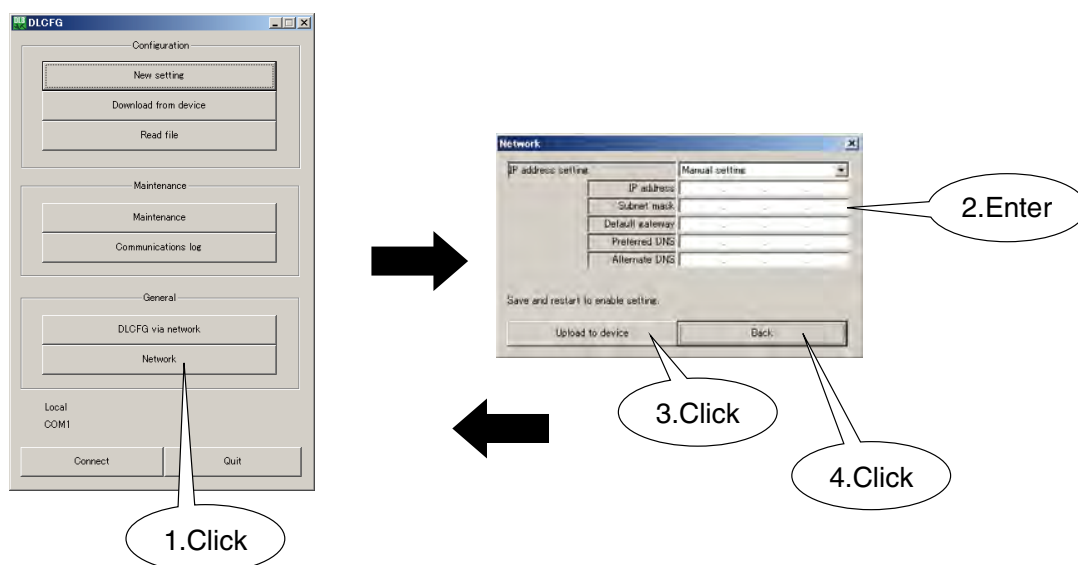 DLCFG
Configuration
New setting
Download from device
Read file
Maintenance
Maintenance
Communications log
General
DLCFG via network
Network
Local
COM1
Connect
Quit
1.Click
Network
IP address setting
Manual setting
IP address
Subnet mask
Default gateway
Preferred DNS
Alternate DNS
Save and restart to enable setting.
Upload to device
Back
2.Enter
3.Click
4.Click